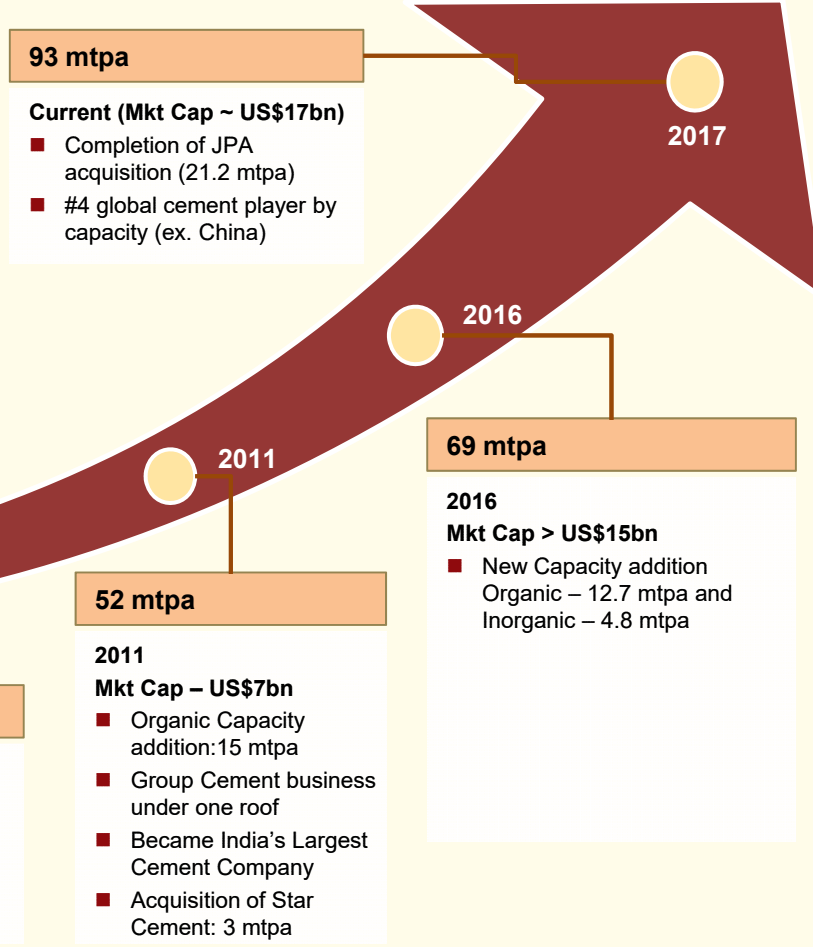 93 mtpa
Current (Mkt Cap ~ US$17bn)
Completion of JPA
acquisition (21.2 mtpa)
#4 global cement player by
capacity (ex. China)
2017
2016
69 mtpa
2016
Mkt Cap > US$15bn
New Capacity addition
Organic – 12.7 mtpa and
Inorganic – 4.8 mtpa
2011
52 mtpa
2011
Mkt Cap – US$7bn
Organic Capacity
addition:15 mtpa
Group Cement business
under one roof
Became India’s Largest
Cement Company
Acquisition of Star
Cement: 3 mtpa